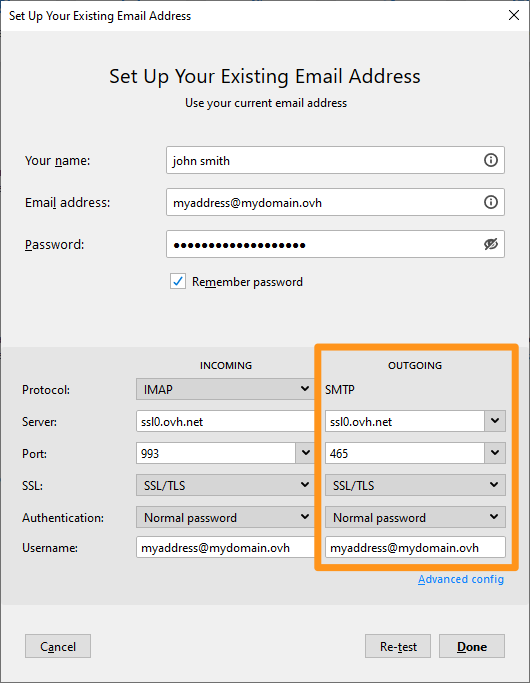 Set Up Your Existing Email Address
Set Up Your Existing Email Address
Use your current email address
Your name: john smith
Email address: myaddress@mydomain.ovh
Password: ●●●●●●●●●●●●●●●●●●●
Remember password
INCOMING OUTGOING
Protocol: IMAP SMTP
Server: ssl0.ovh.net ssl0.ovh.net
Port: 993 465
SSL: SSL/TLS SSL/TLS
Authentication: Normal password Normal password
Username: myaddress@mydomain.ovh myaddress@mydomain.ovh
Advanced config
Cancel Re-test Done